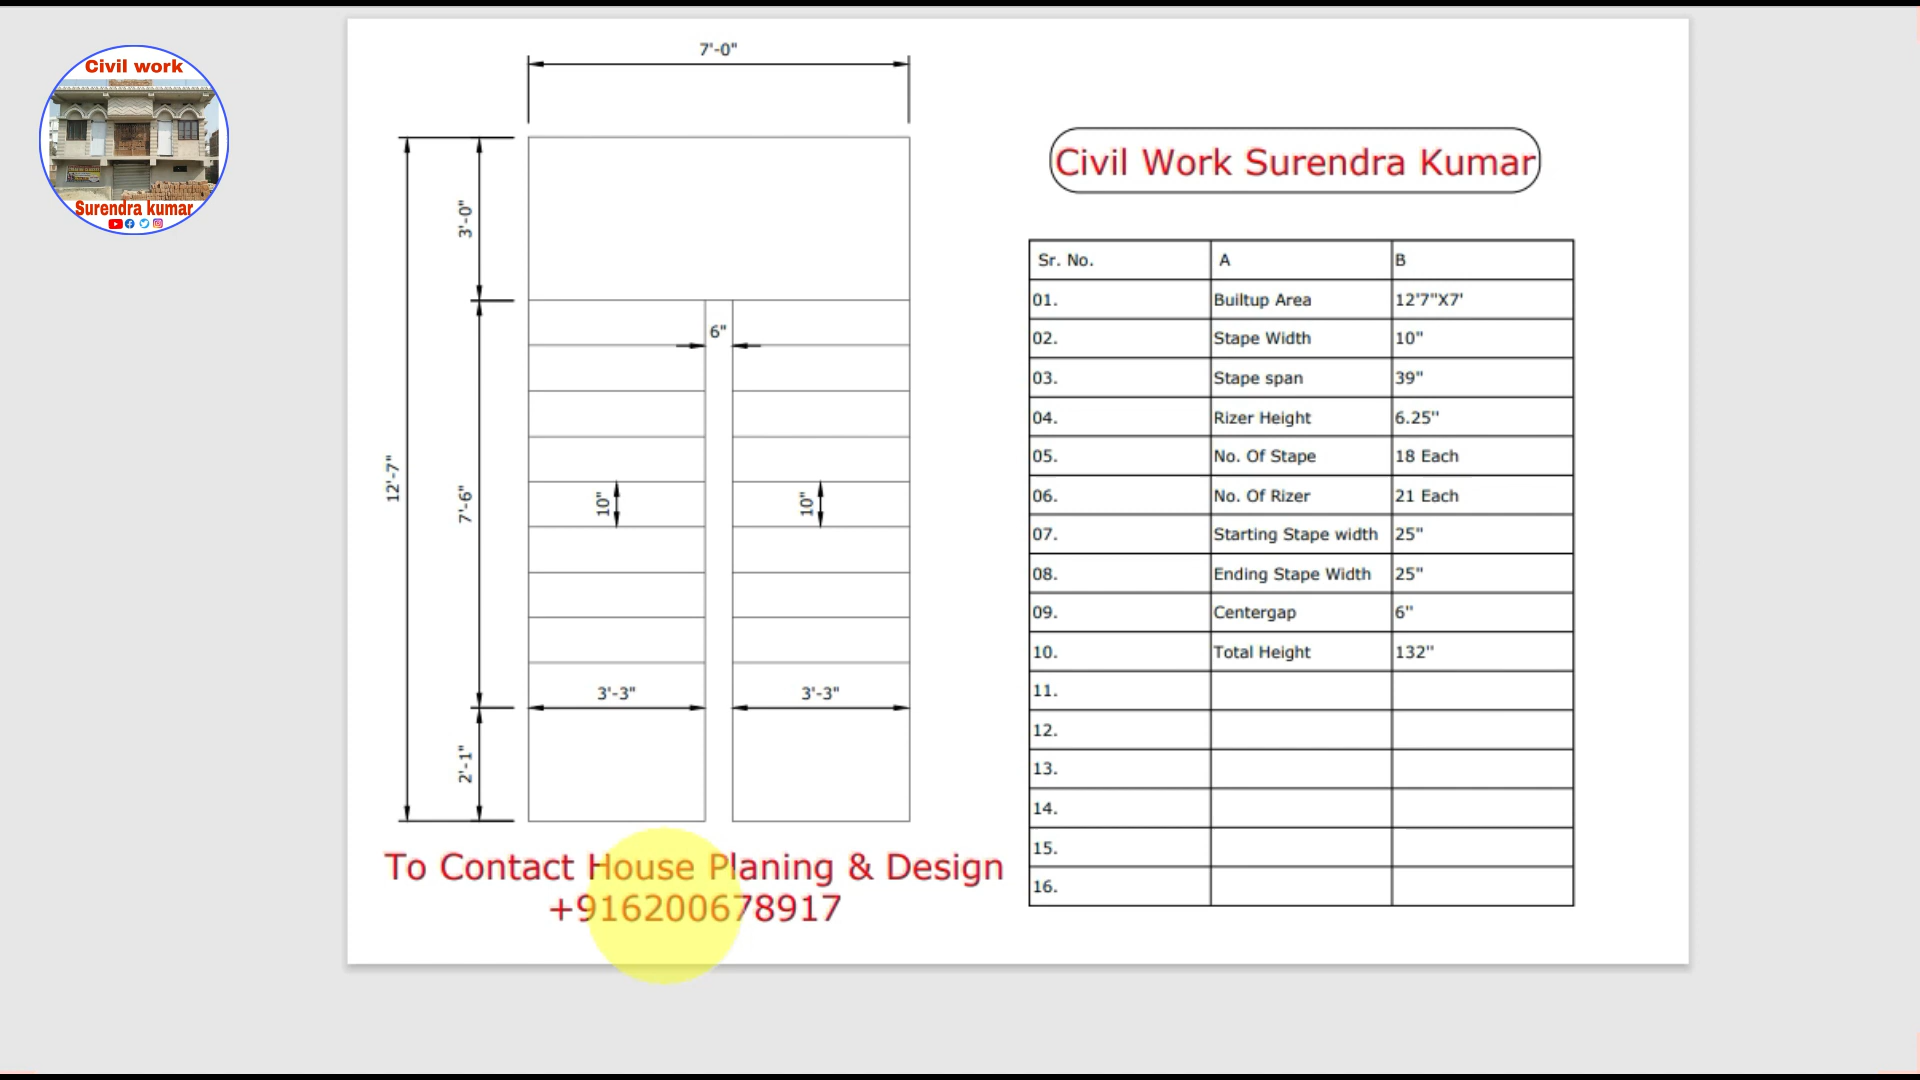 Civil work
Surendra kumar
7'-0"
3'-0"
6"
12'-7"
7'-6"
10"
10"
3'-3"
3'-3"
2'-1"
To Contact House Planing & Design
+916200678917
Civil Work Surendra Kumar
Sr. No. A B
01. Builtup Area 12'7"X7'
02. Stape Width 10"
03. Stape span 39"
04. Rizer Height 6.25"
05. No. Of Stape 18 Each
06. No. Of Rizer 21 Each
07. Starting Stape width 25"
08. Ending Stape Width 25"
09. Centergap 6"
10. Total Height 132"
11.
12.
13.
14.
15.
16.